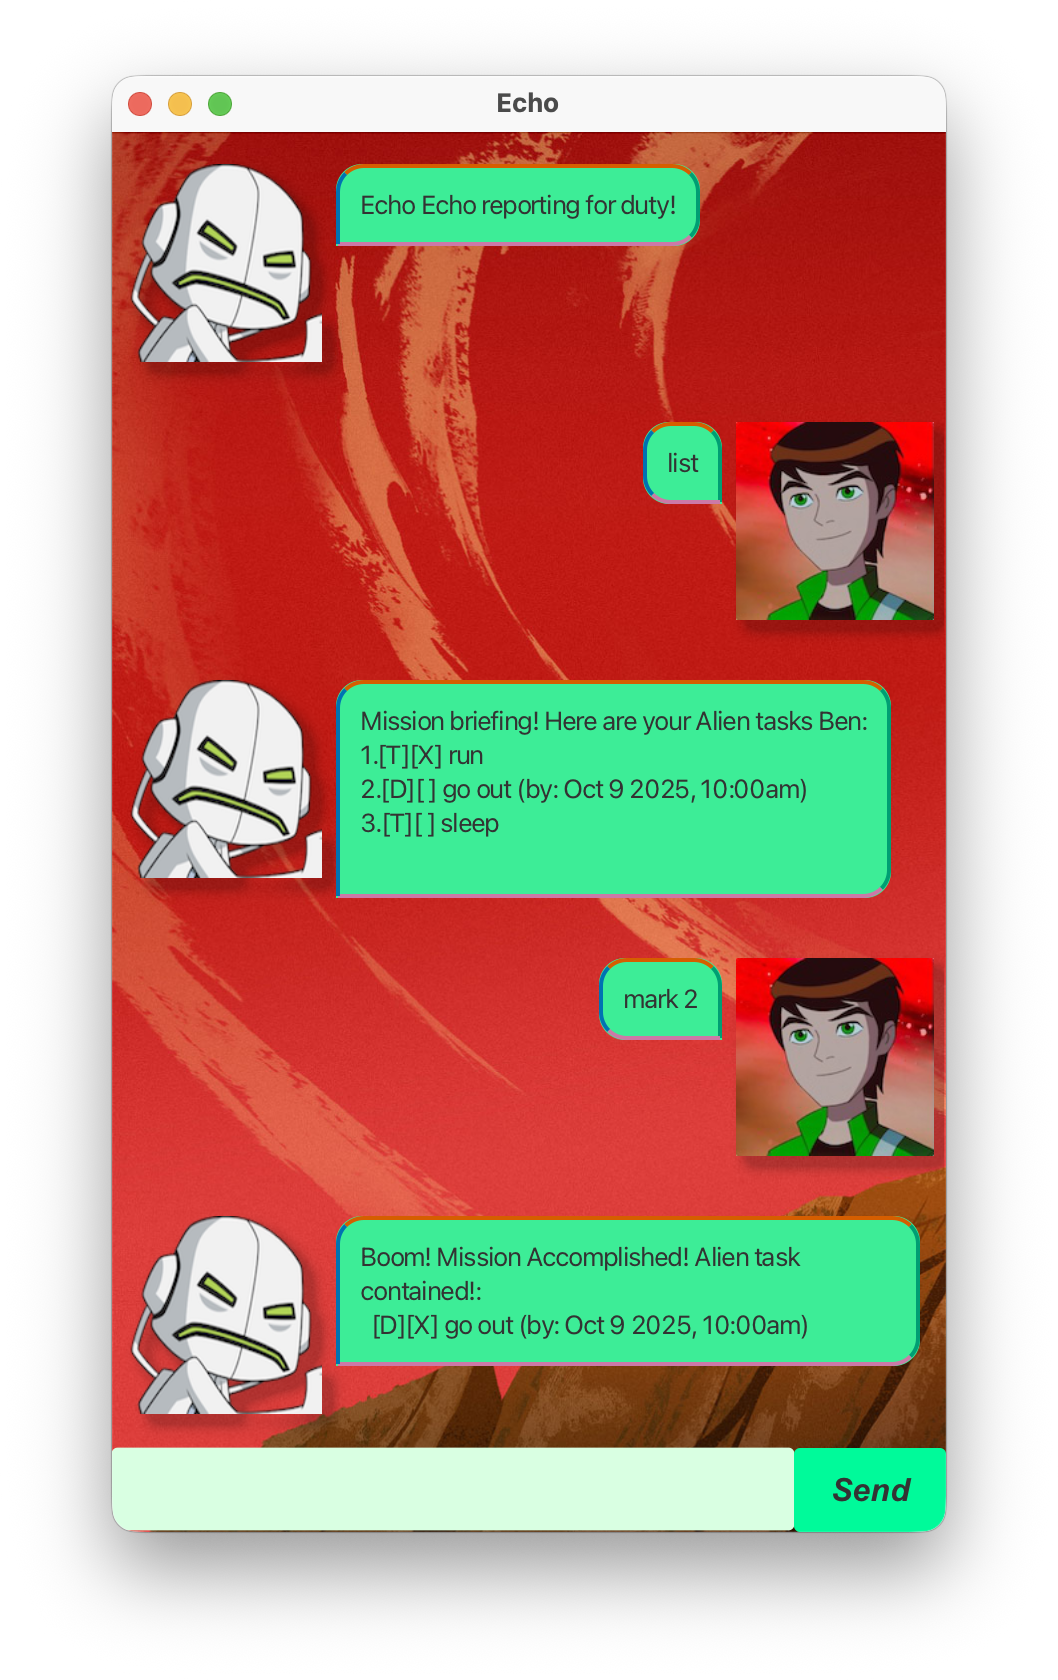 Echo
Echo Echo reporting for duty!
list
Mission briefing! Here are your Alien tasks Ben:
1.[T][X] run
2.[D][ ] go out (by: Oct 9 2025, 10:00am)
3.[T][ ] sleep
mark 2
Boom! Mission Accomplished! Alien task
contained!:
[D][X] go out (by: Oct 9 2025, 10:00am)
Send